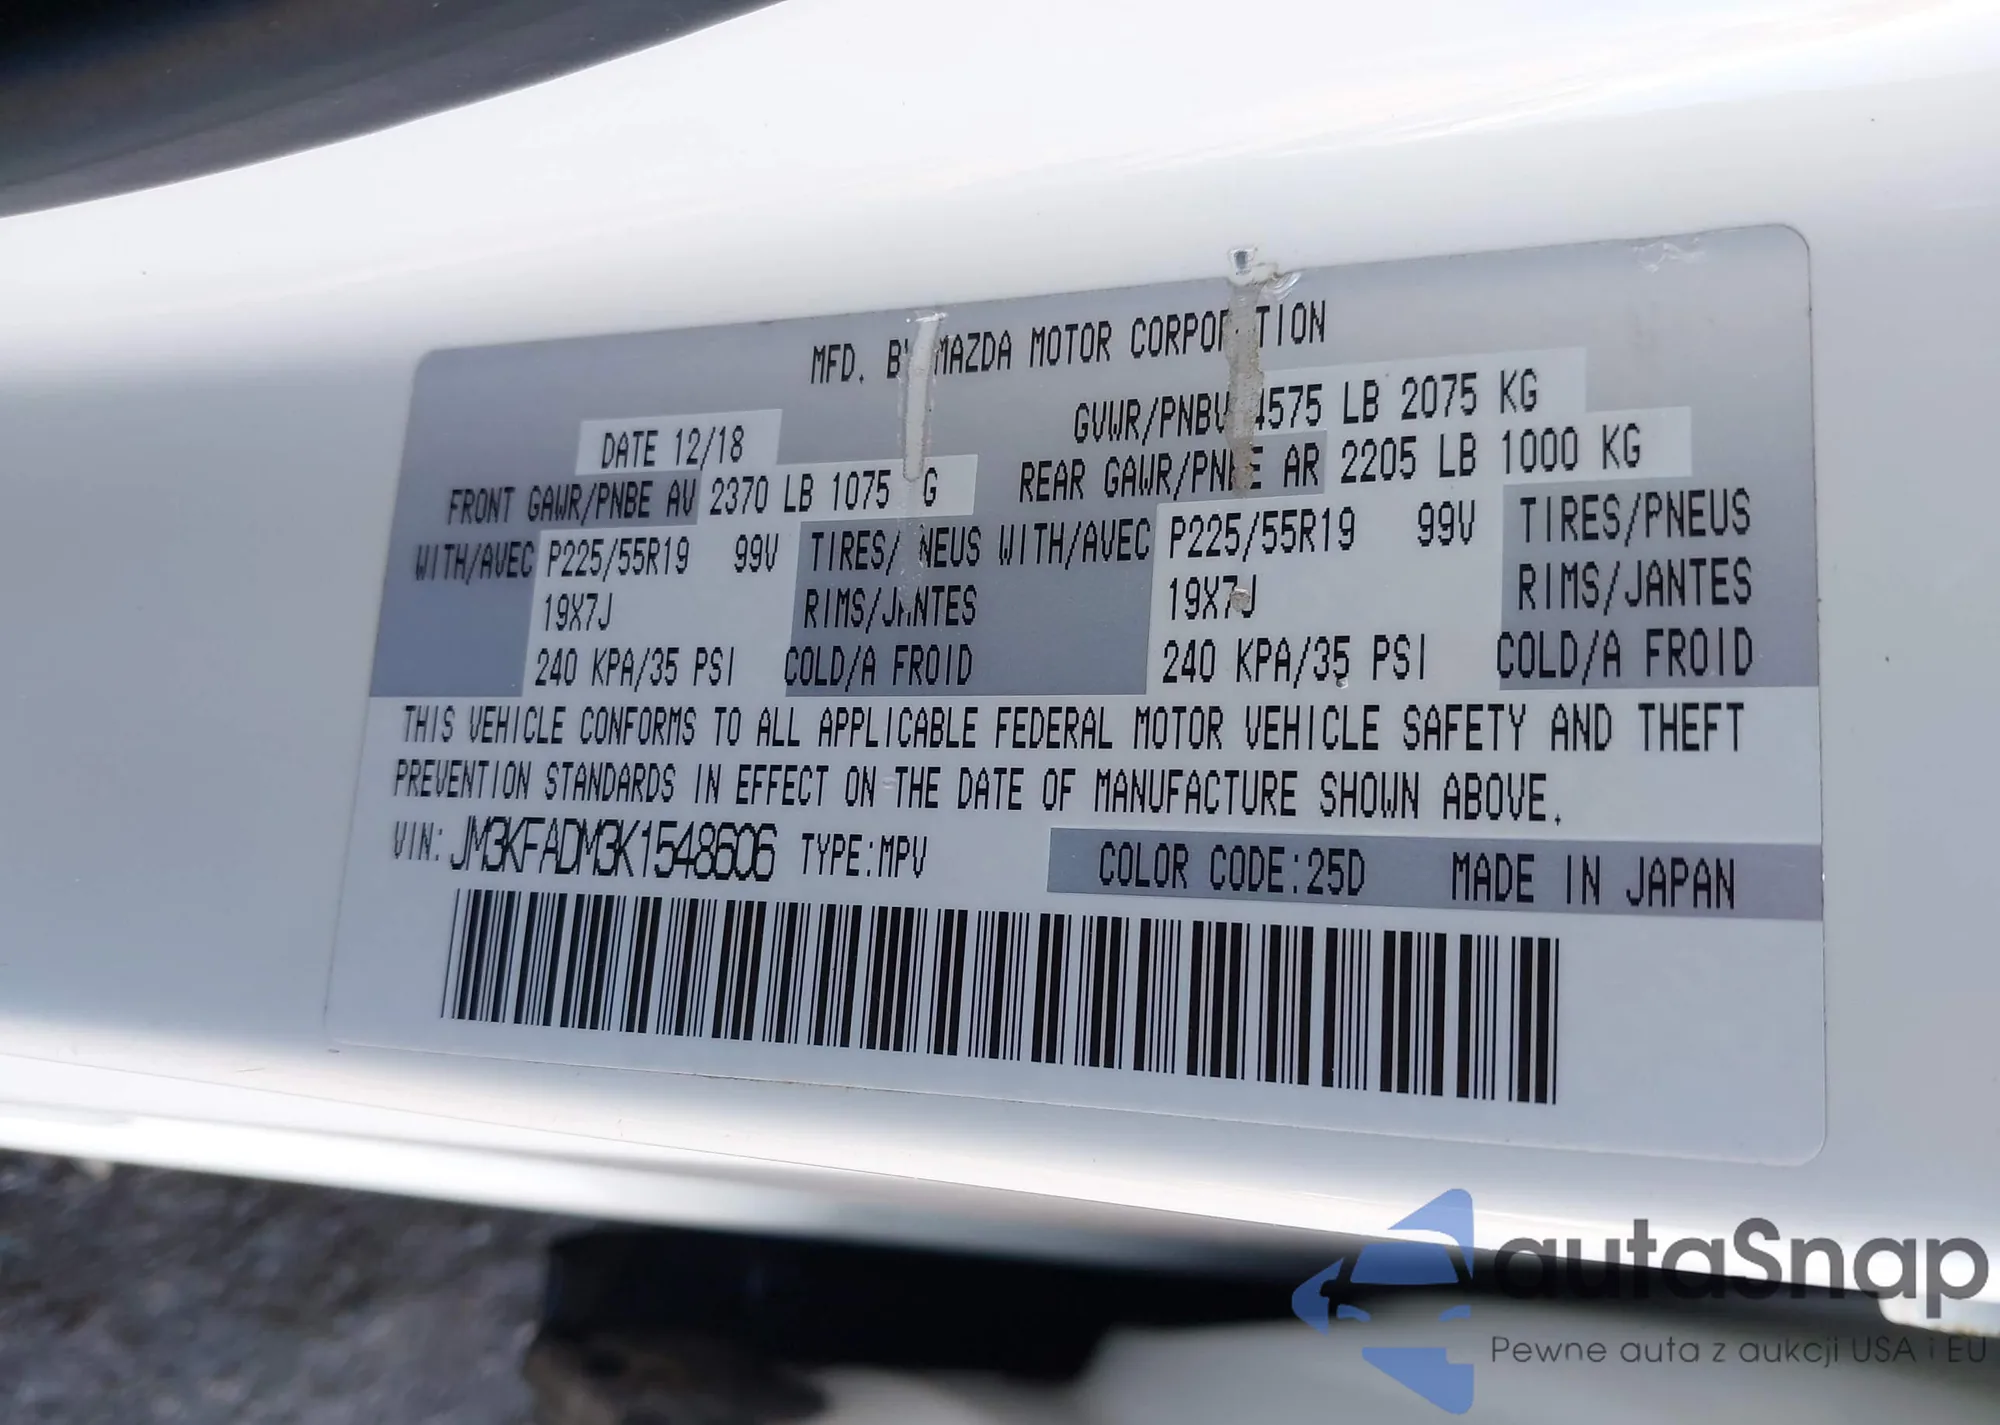 MFD. BY MAZDA MOTOR CORPORATION
DATE 12/18 GVWR/PNBV 4575 LB 2075 KG
FRONT GAWR/PNBE AV 2370 LB 1075 KG REAR GAWR/PNBE AR 2205 LB 1000 KG
WITH/AVEC P225/55R19 99V TIRES/PNEUS WITH/AVEC P225/55R19 99V TIRES/PNEUS
19X7J RIMS/JANTES 19X7J RIMS/JANTES
240 KPA/35 PSI COLD/A FROID 240 KPA/35 PSI COLD/A FROID
THIS VEHICLE CONFORMS TO ALL APPLICABLE FEDERAL MOTOR VEHICLE SAFETY AND THEFT
PREVENTION STANDARDS IN EFFECT ON THE DATE OF MANUFACTURE SHOWN ABOVE.
VIN: JM3KFADM3K1548606 TYPE:MPV COLOR CODE:25D MADE IN JAPAN
autaSnap
Pewne auta z aukcji USA i EU